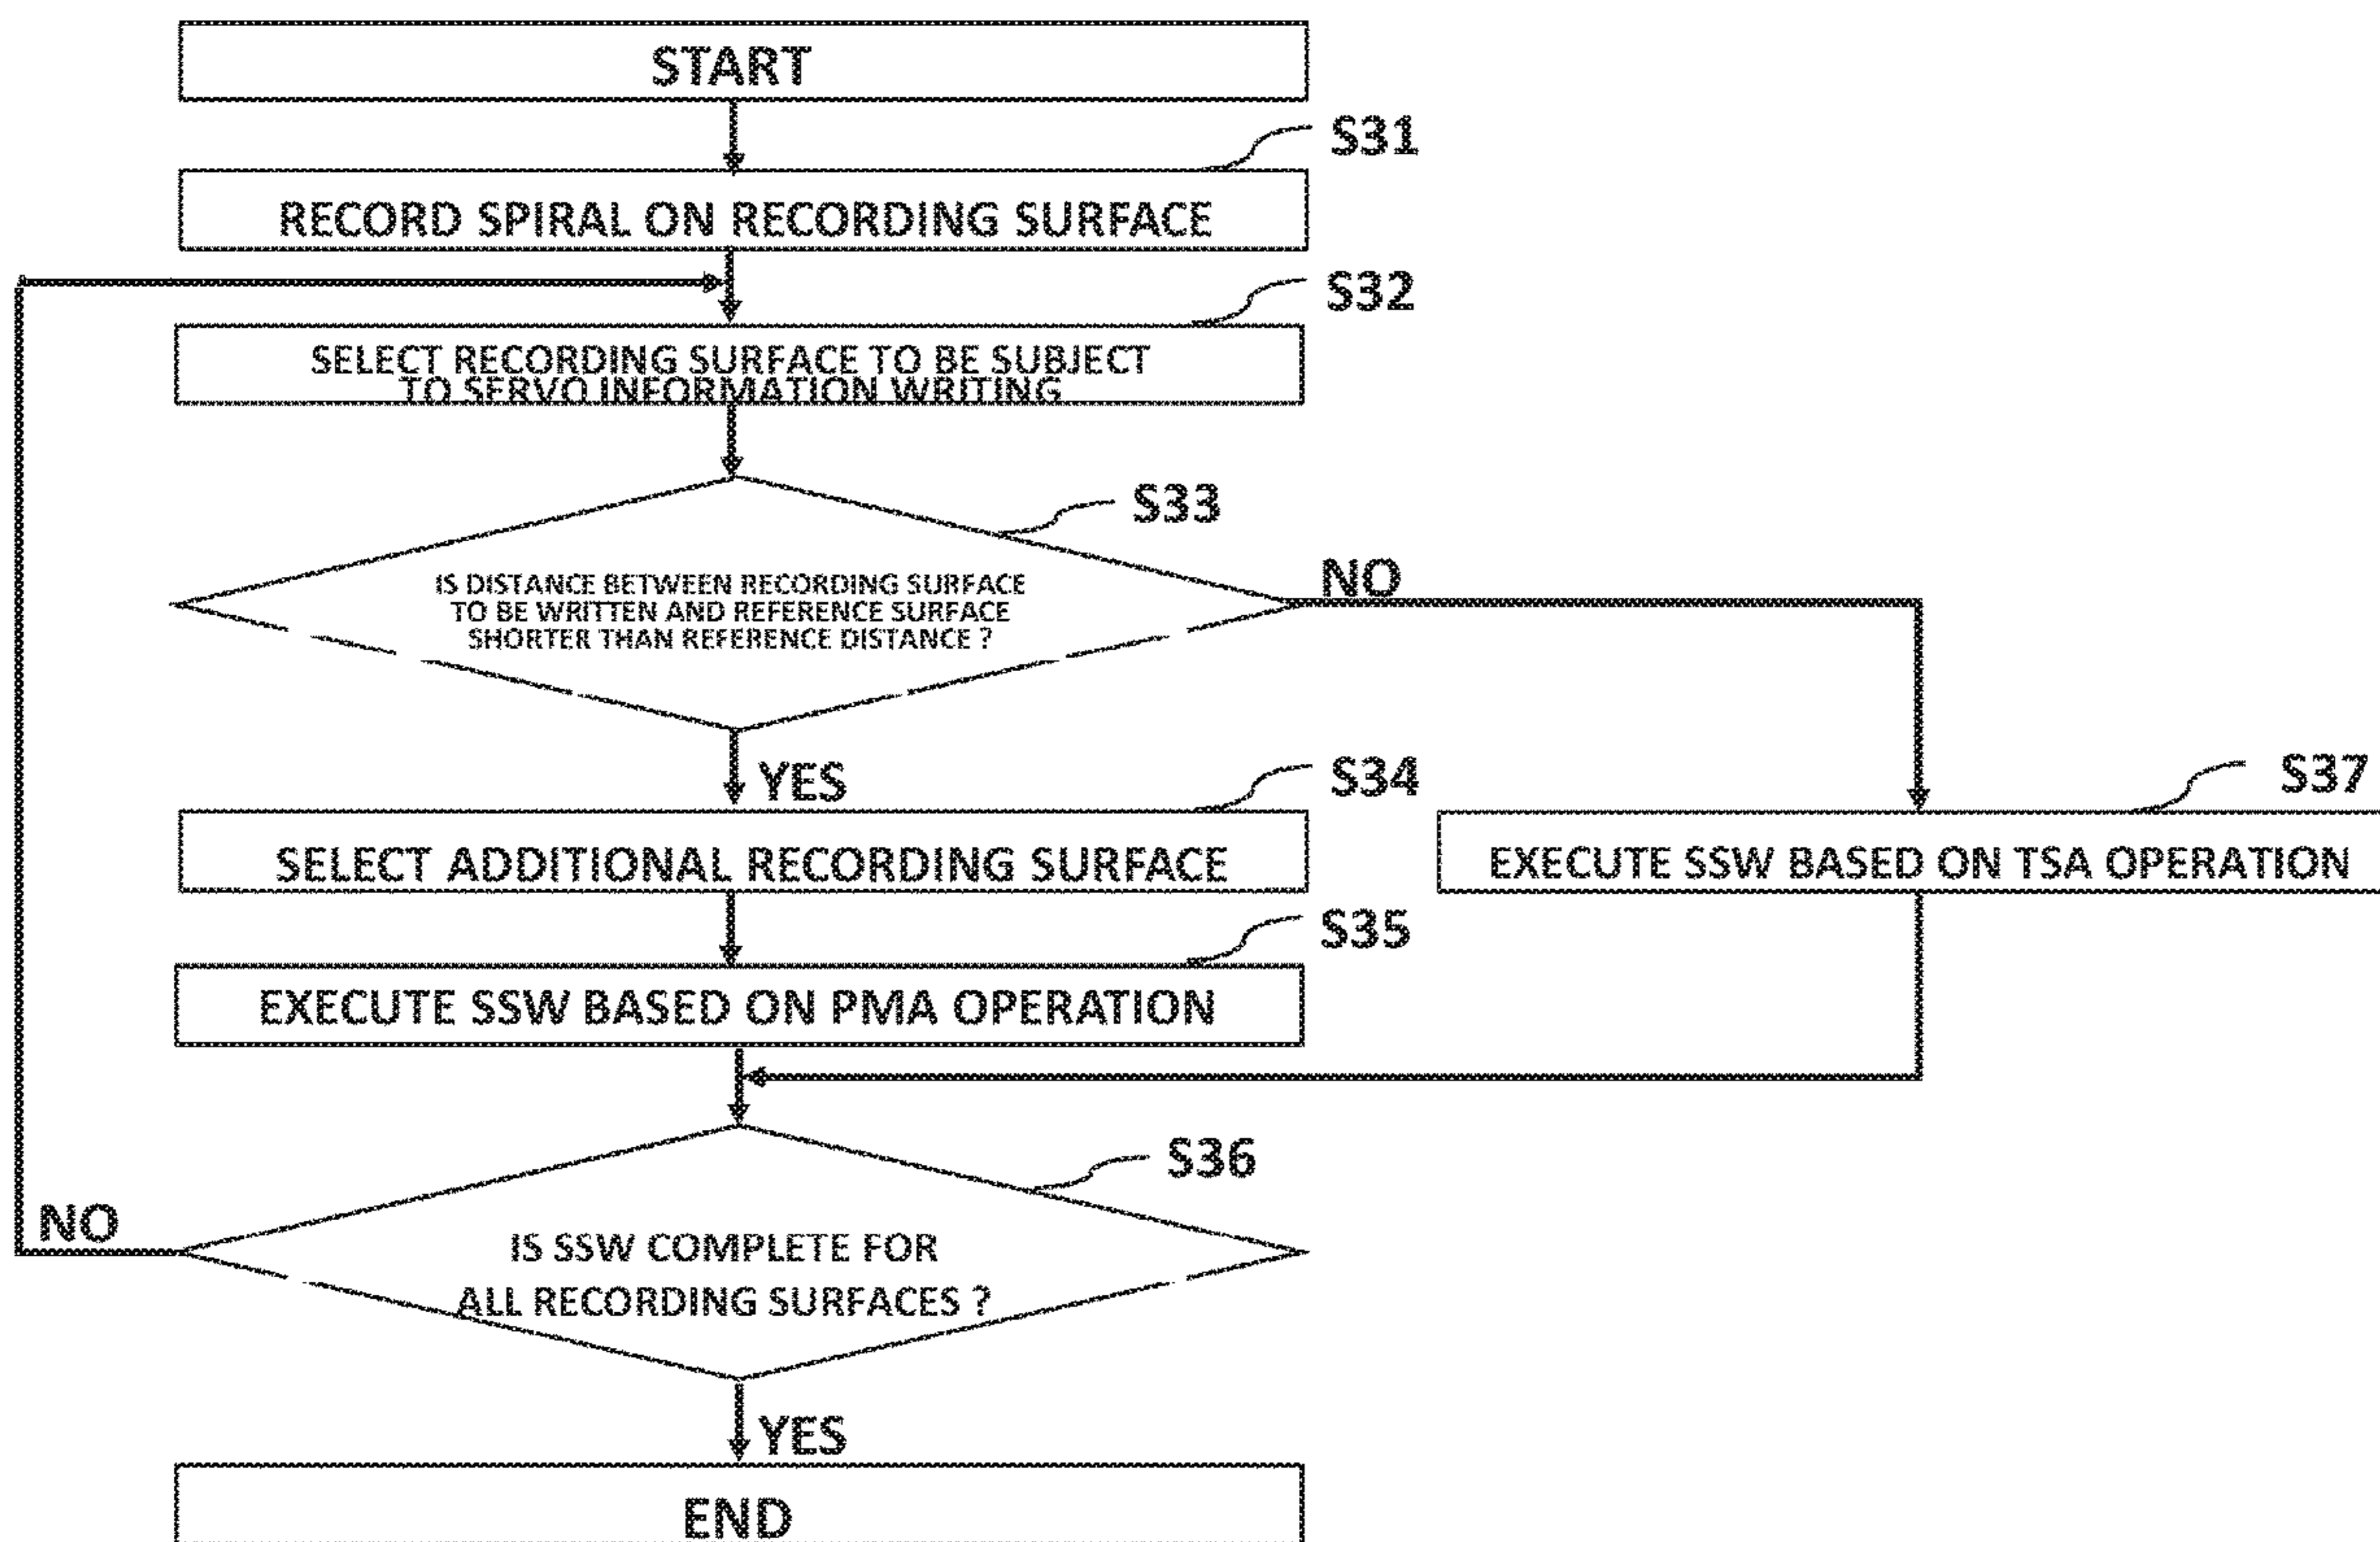 START
S31
RECORD SPIRAL ON RECORDING SURFACE
S32
SELECT RECORDING SURFACE TO BE SUBJECT
TO SERVO INFORMATION WRITING
S33
IS DISTANCE BETWEEN RECORDING SURFACE
TO BE WRITTEN AND REFERENCE SURFACE
SHORTER THAN REFERENCE DISTANCE ?
NO
YES
S34
SELECT ADDITIONAL RECORDING SURFACE
S37
EXECUTE SSW BASED ON TSA OPERATION
S35
EXECUTE SSW BASED ON PMA OPERATION
S36
NO
IS SSW COMPLETE FOR
ALL RECORDING SURFACES ?
YES
END